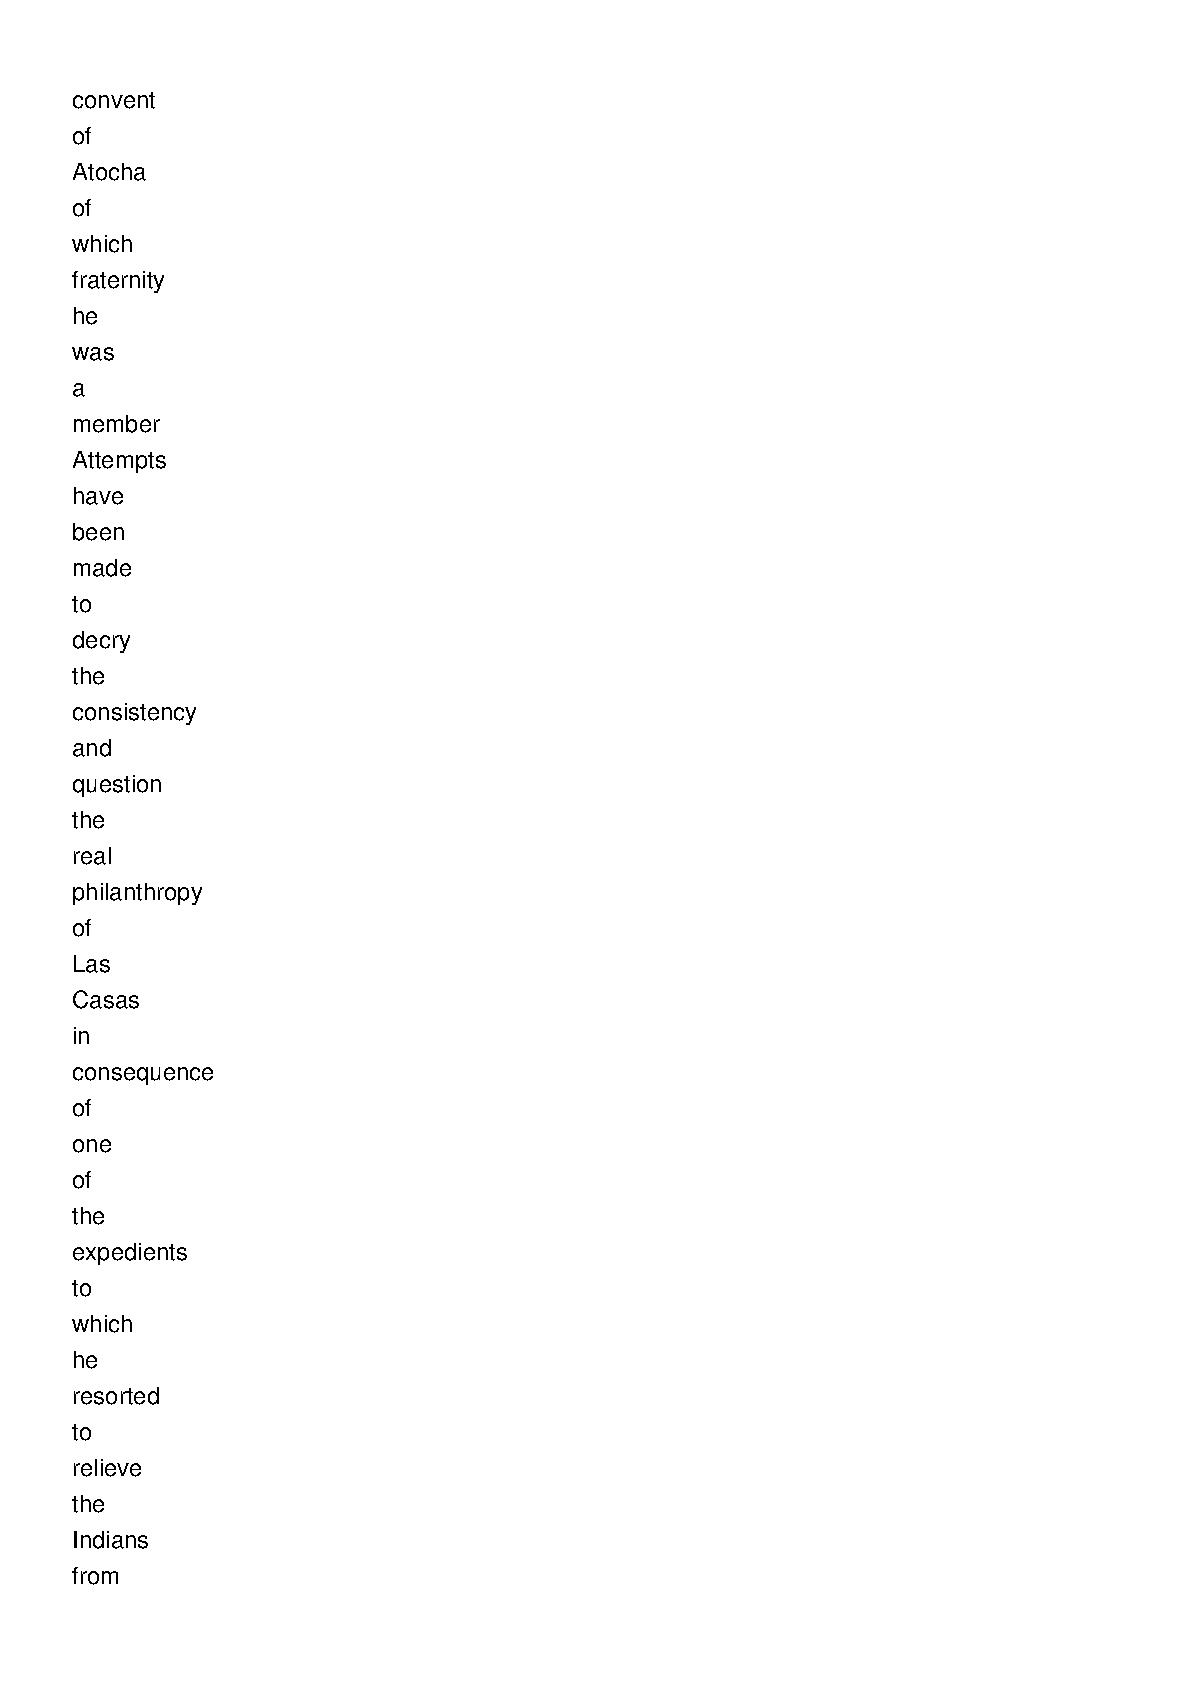 convent
of
Atocha
of
which
fraternity
he
was
a
member
Attempts
have
been
made
to
decry
the
consistency
and
question
the
real
philanthropy
of
Las
Casas
in
consequence
of
one
of
the
expedients
to
which
he
resorted
to
relieve
the
Indians
from